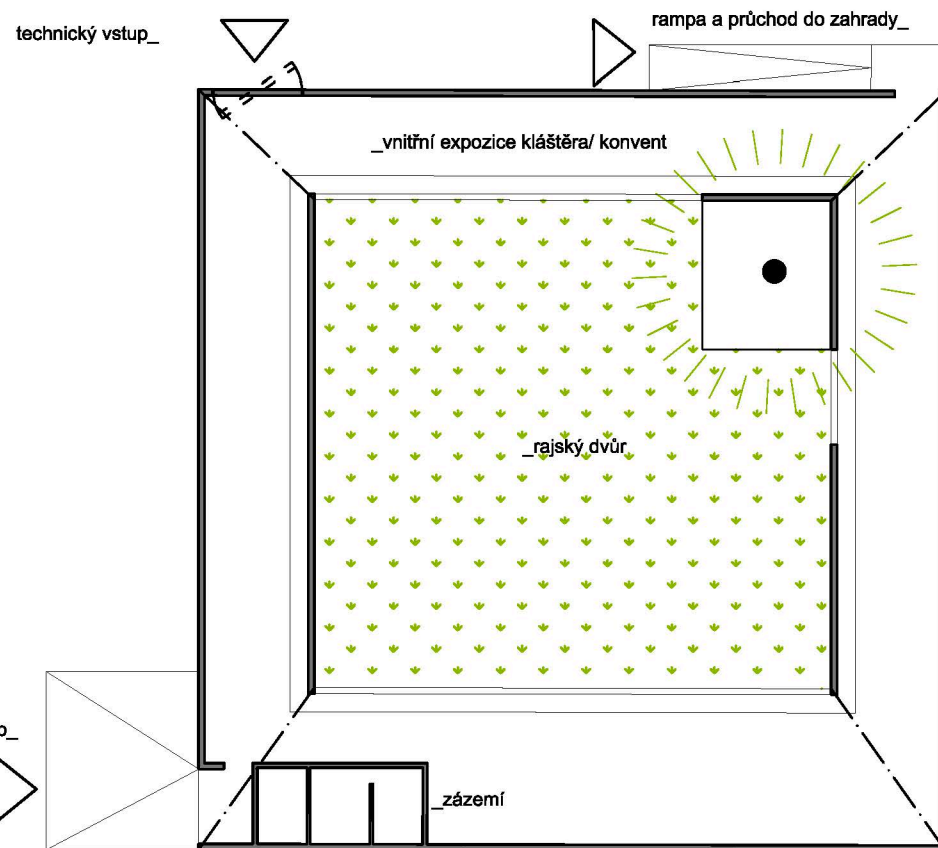 technický vstup_
rampa a průchod do zahrady_
_vnitřní expozice kláštěra/ konvent
_rajský dvůr
_zázemí